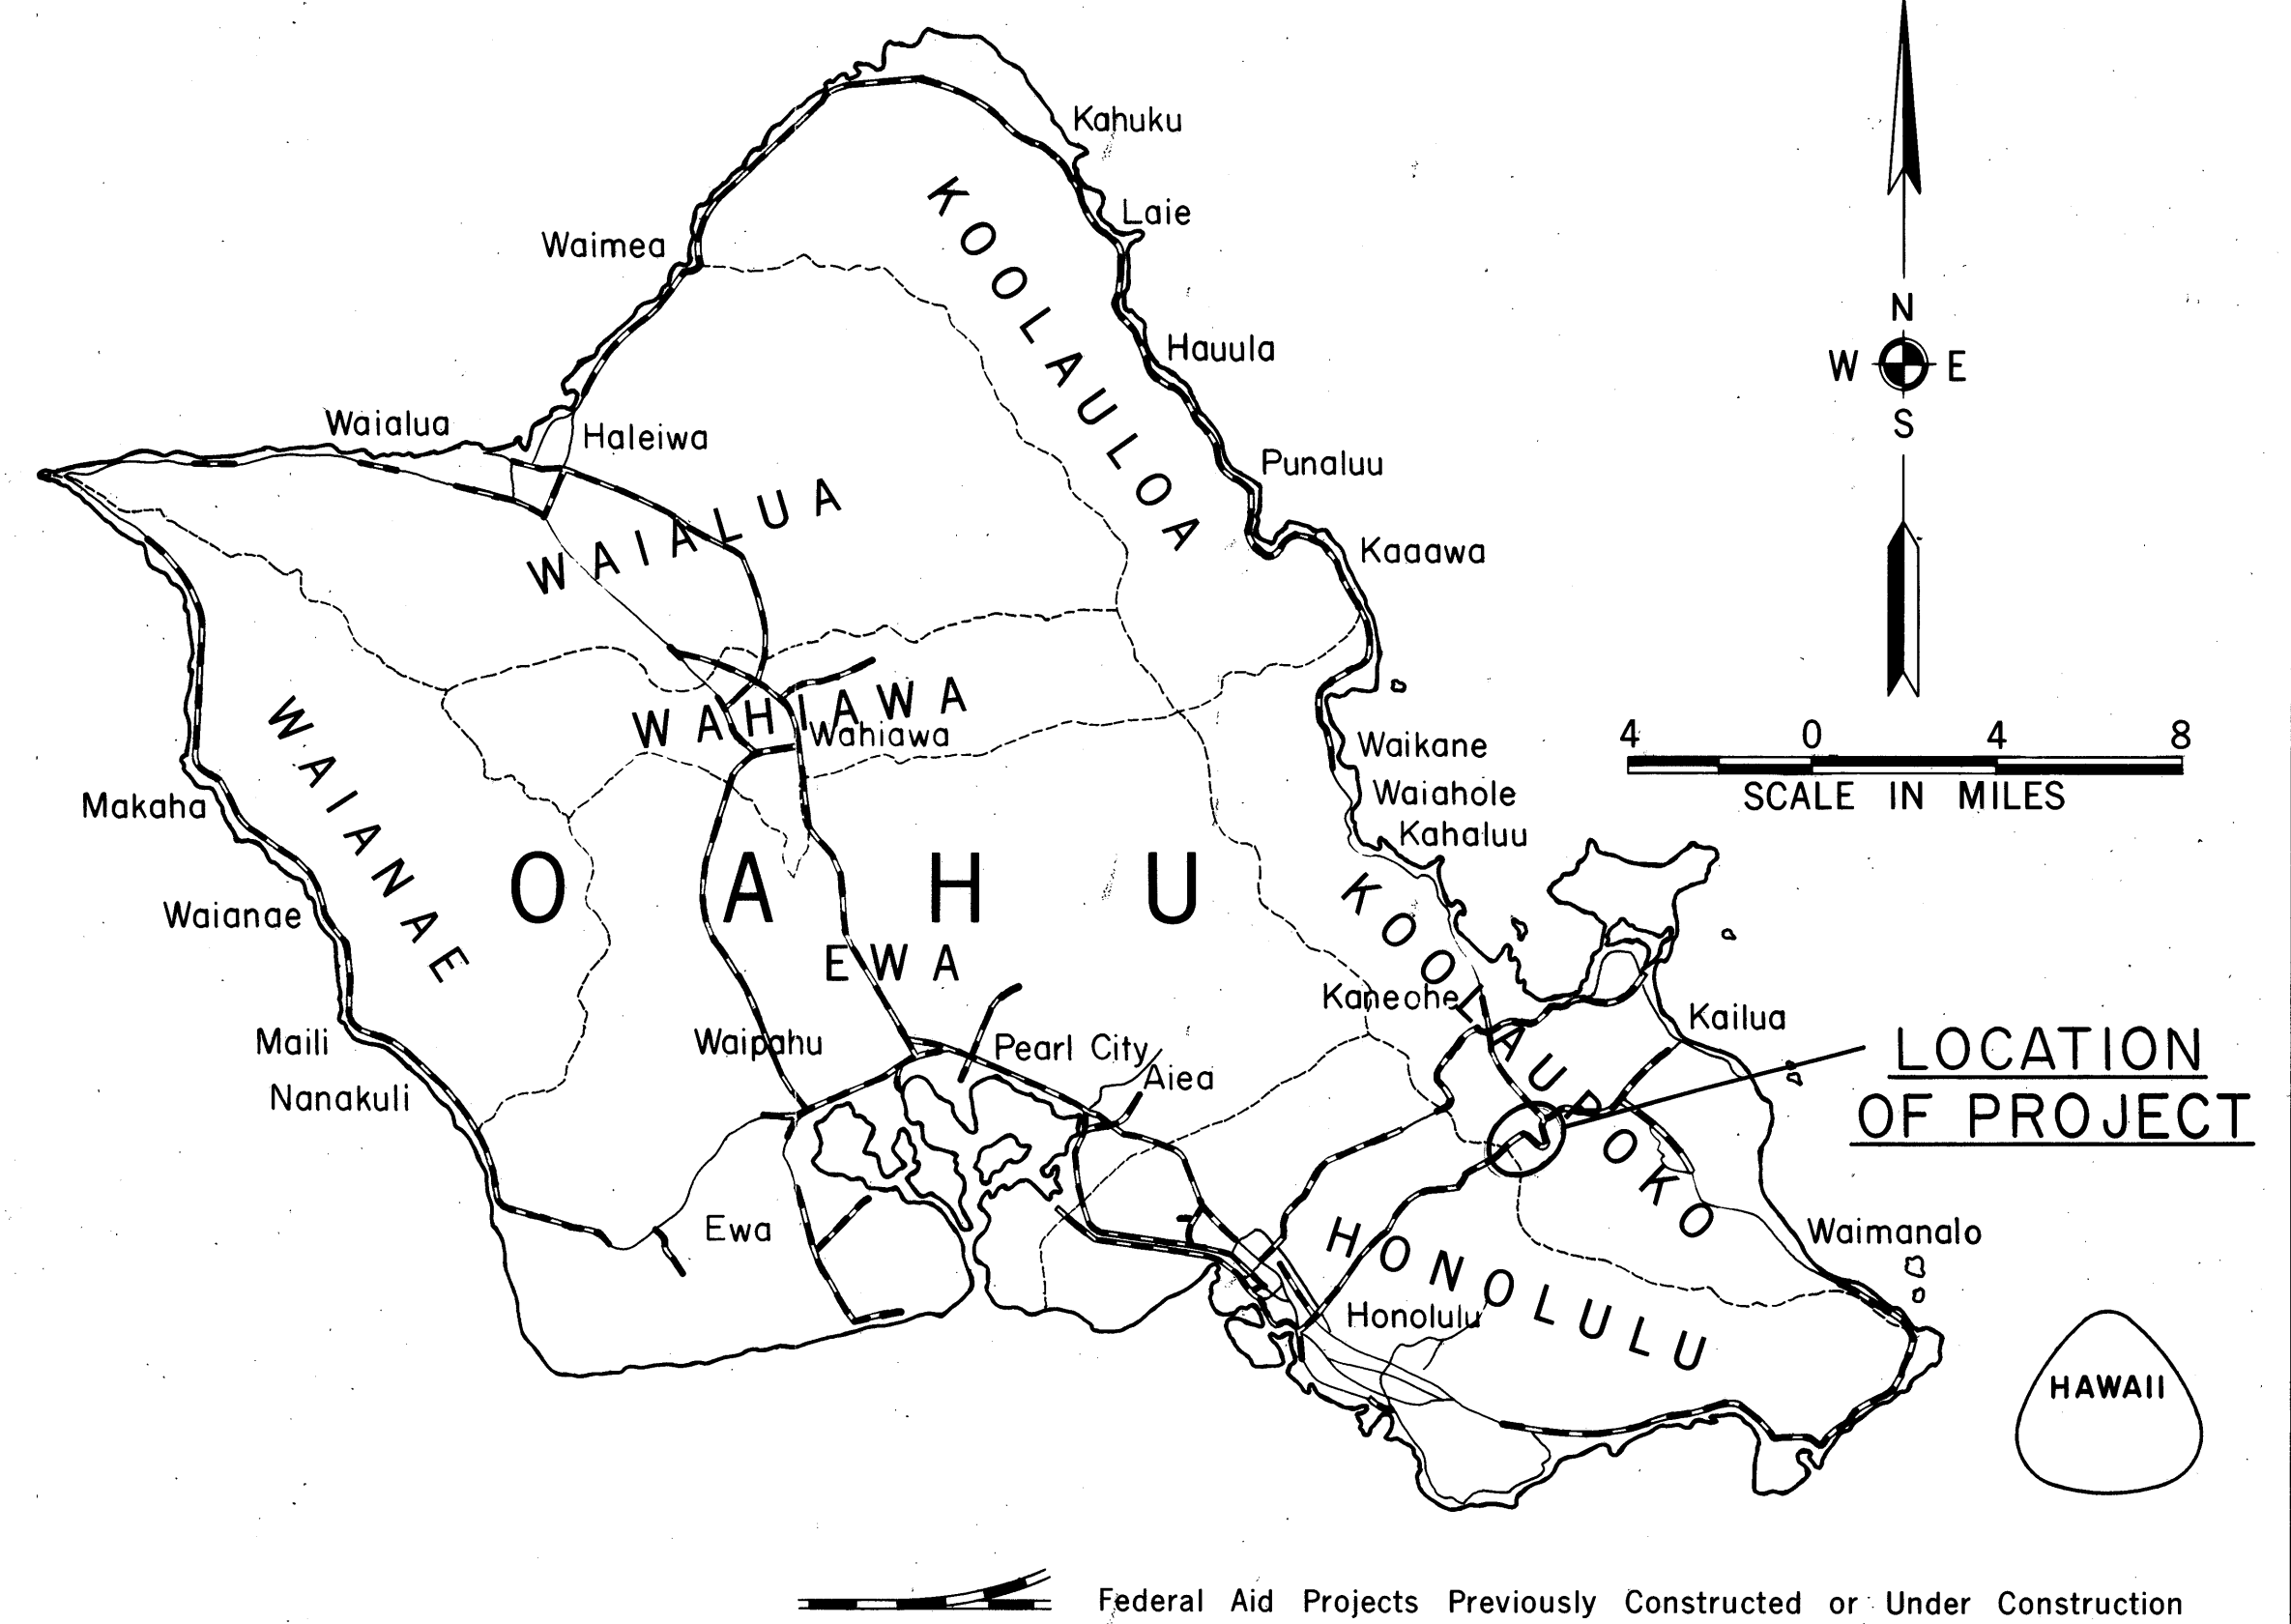 Kahuku
Laie
Waimea
KOOLAULOA
Hauula
N
W E
S
Waialua
Haleiwa
Punaluu
WAIALUA
Kaaawa
WAHIAWA
Wahiawa
WAIANAE
Waikane
4 0 4 8
SCALE IN MILES
Makaha
Waiahole
Kahaluu
OAHU
Waianae
EWA
KOOLAUPOKO
Kaneohe
Kailua
Maili
Waipahu
Pearl City
Aiea
Nanakuli
LOCATION
OF PROJECT
Ewa
HONOLULU
Waimanalo
Honolulu
HAWAII
Federal Aid Projects Previously Constructed or Under Construction